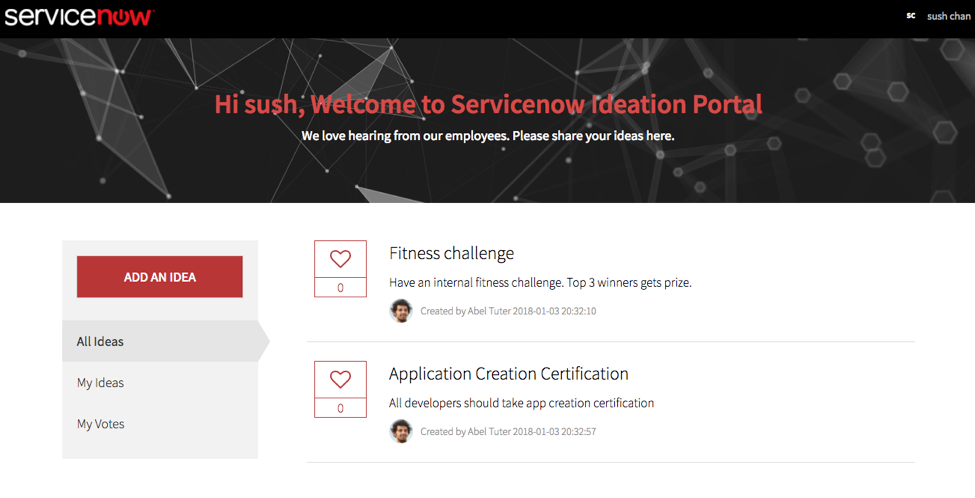 servicenow
SC sush chan
Hi sush, Welcome to Servicenow Ideation Portal
We love hearing from our employees. Please share your ideas here.
ADD AN IDEA
All Ideas
My Ideas
My Votes
Fitness challenge
Have an internal fitness challenge. Top 3 winners gets prize.
0
Created by Abel Tuter 2018-01-03 20:32:10
Application Creation Certification
All developers should take app creation certification
0
Created by Abel Tuter 2018-01-03 20:32:57